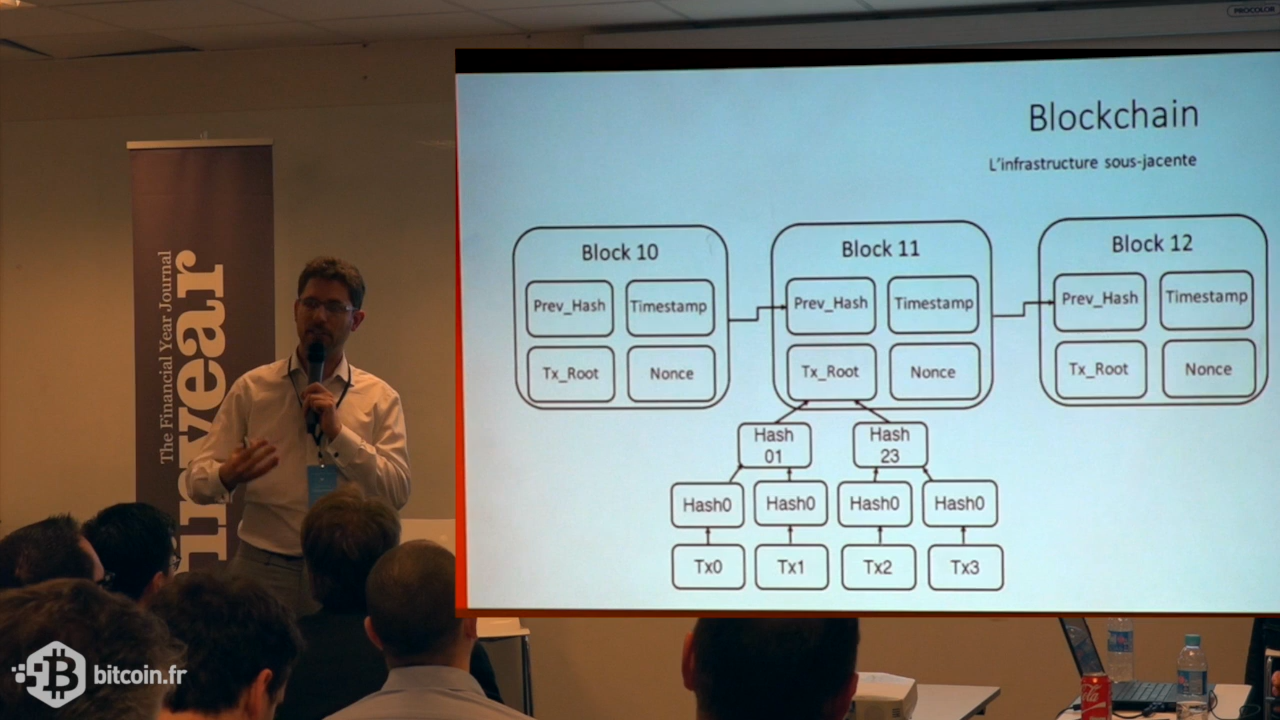 PROCOLOR
Blockchain
L'infrastructure sous-jacente
Block 10
Prev_Hash
Timestamp
Tx_Root
Nonce
Block 11
Prev_Hash
Timestamp
Tx_Root
Nonce
Block 12
Prev_Hash
Timestamp
Tx_Root
Nonce
Hash
01
Hash
23
Hash0
Hash0
Hash0
Hash0
Tx0
Tx1
Tx2
Tx3
The Financial Year Journal
inyear
bitcoin.fr